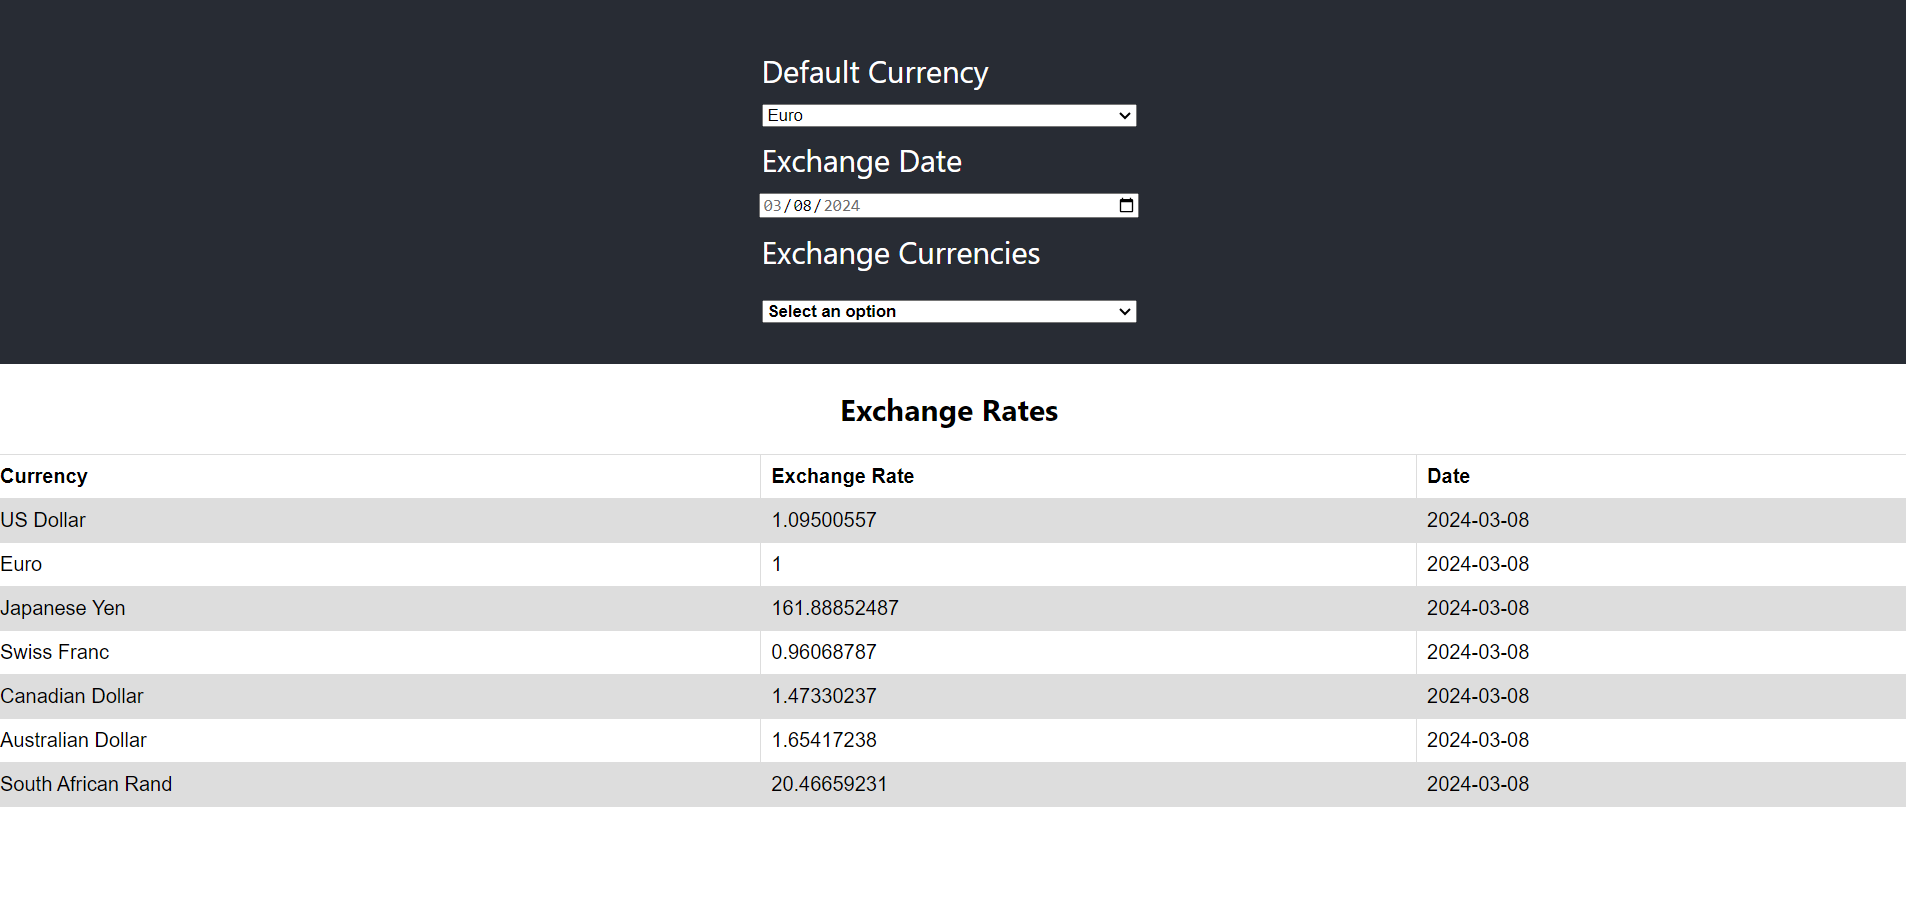 Default Currency
Euro
Exchange Date
03/08/2024
Exchange Currencies
Select an option
Exchange Rates
Currency Exchange Rate Date
US Dollar 1.09500557 2024-03-08
Euro 1 2024-03-08
Japanese Yen 161.88852487 2024-03-08
Swiss Franc 0.96068787 2024-03-08
Canadian Dollar 1.47330237 2024-03-08
Australian Dollar 1.65417238 2024-03-08
South African Rand 20.46659231 2024-03-08